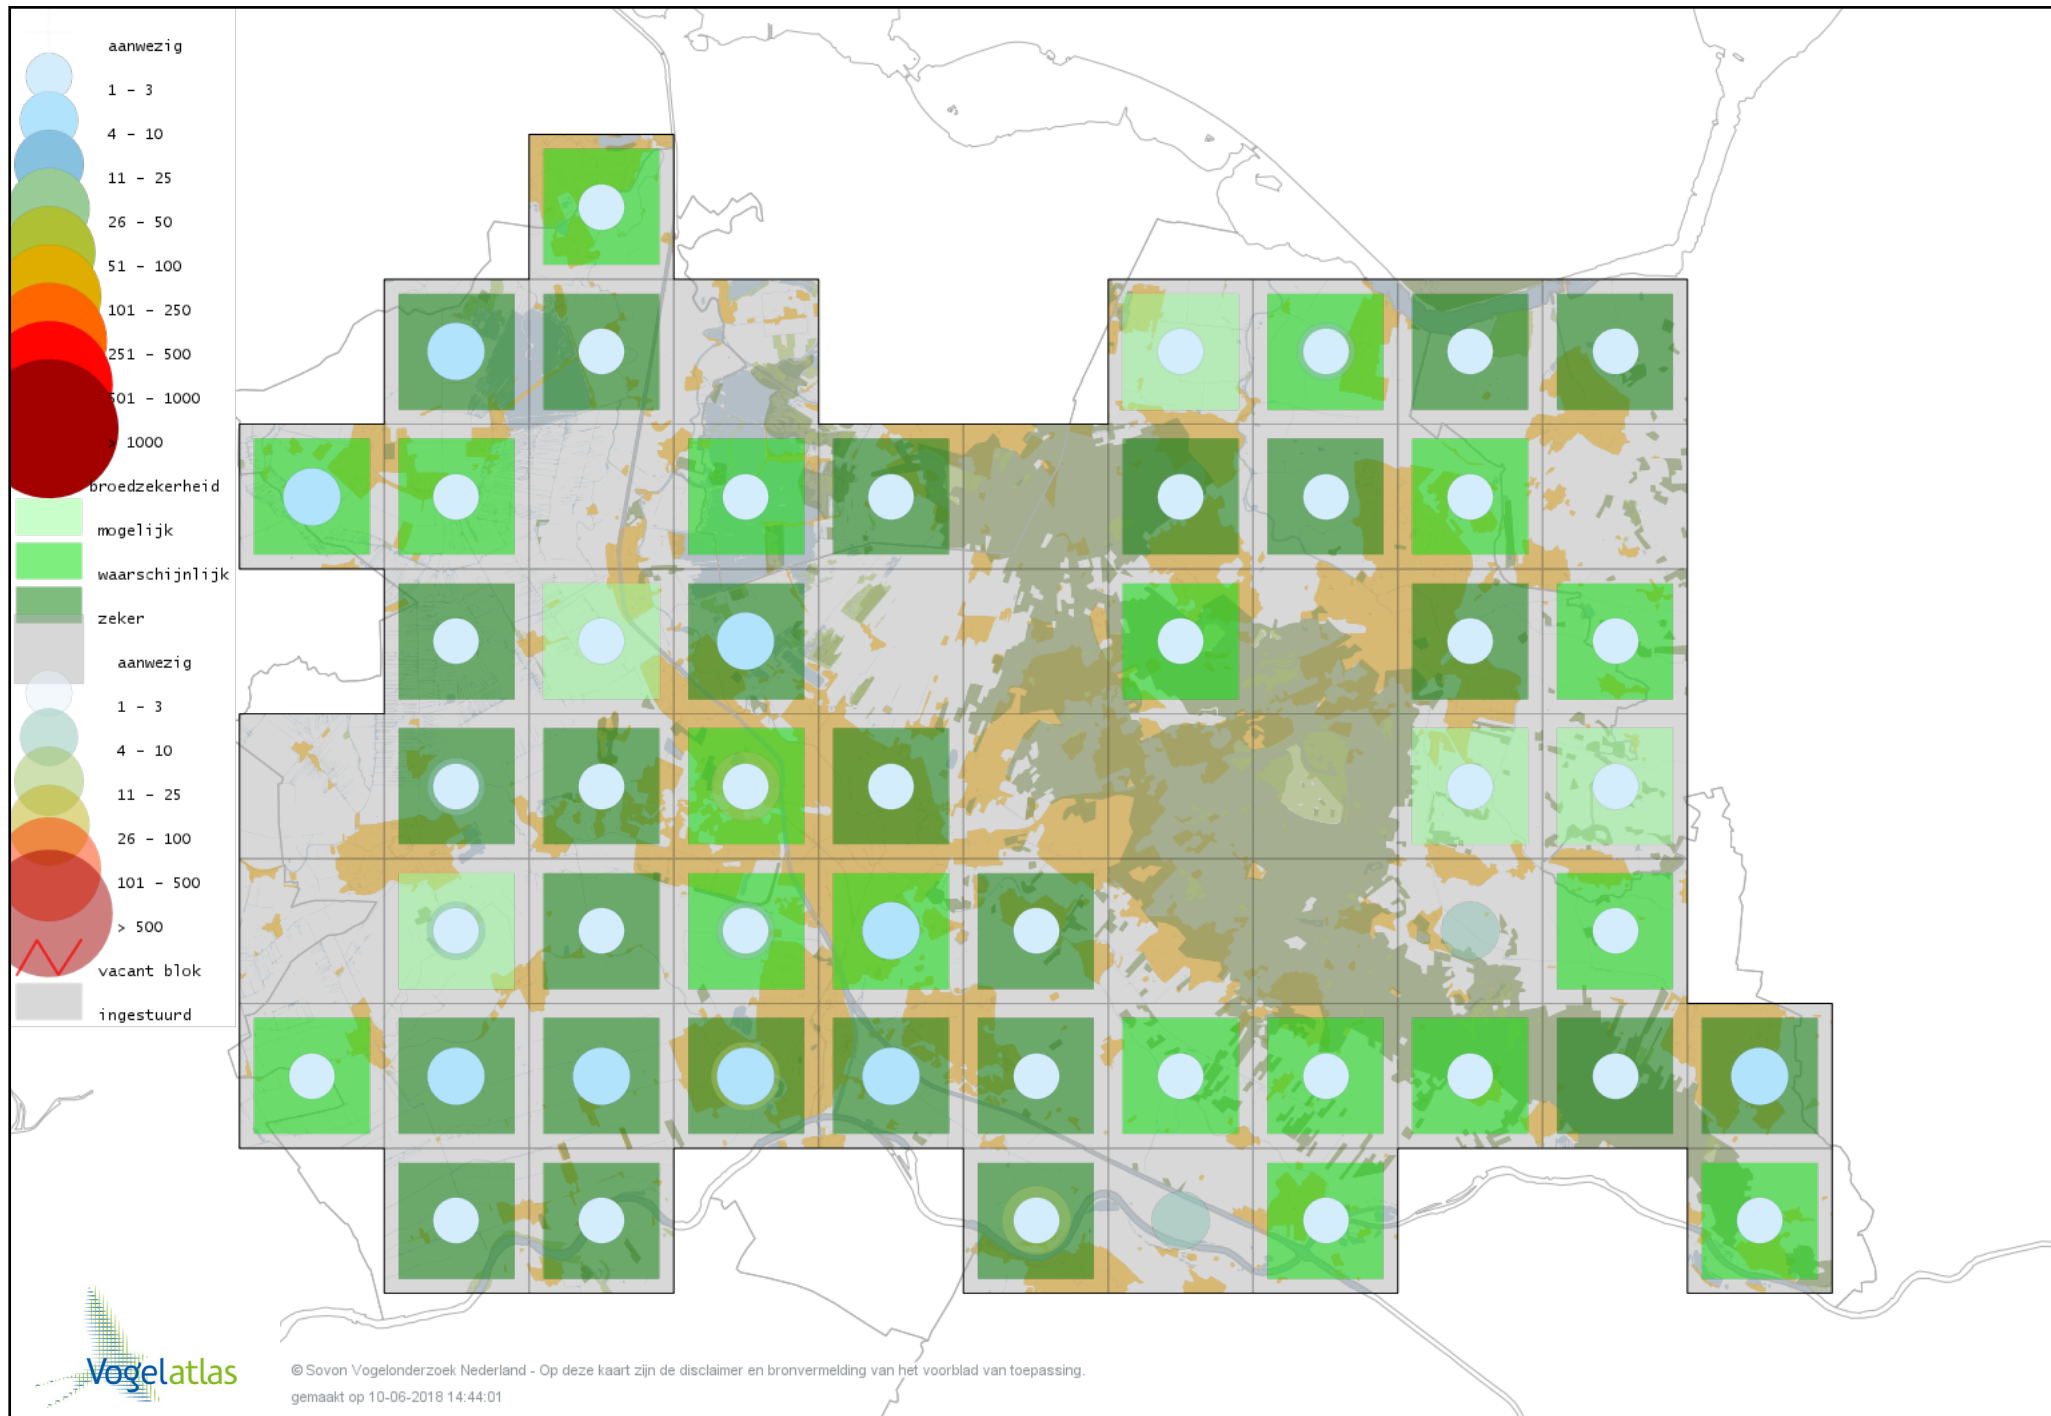 aanwezig
1 - 3
4 - 10
11 - 25
26 - 50
51 - 100
101 - 250
251 - 500
501 - 1000
> 1000
broedzekerheid
mogelijk
waarschijnlijk
zeker
aanwezig
1 - 3
4 - 10
11 - 25
26 - 100
101 - 500
> 500
vacant blok
ingestuurd
Vogelatlas
© Sovon Vogelonderzoek Nederland - Op deze kaart zijn de disclaimer en bronvermelding van het voorblad van toepassing.
gemaakt op 10-06-2018 14:44:01